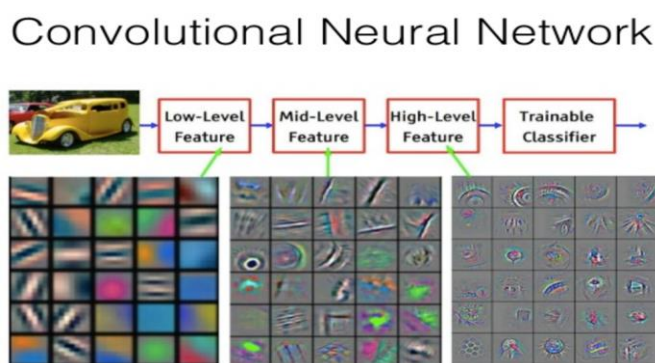 Convolutional Neural Network
Low-Level
Feature
Mid-Level
Feature
High-Level
Feature
Trainable
Classifier